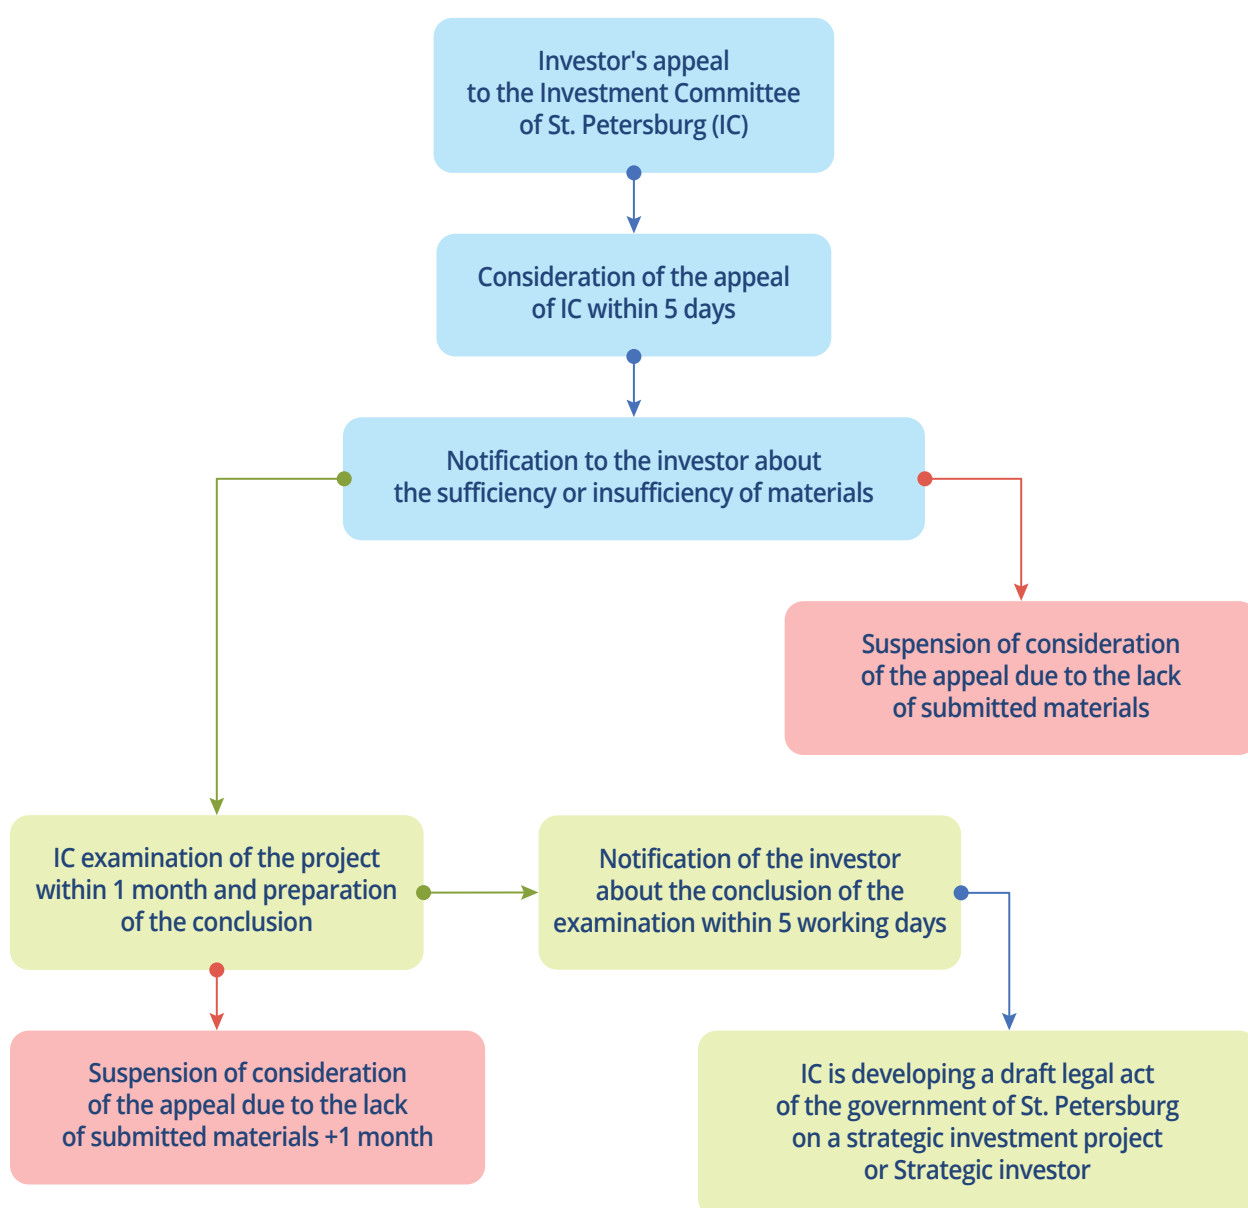 Investor's appeal
to the Investment Committee
of St. Petersburg (IC)
Consideration of the appeal
of IC within 5 days
Notification to the investor about
the sufficiency or insufficiency of materials
Suspension of consideration
of the appeal due to the lack
of submitted materials
IC examination of the project
within 1 month and preparation
of the conclusion
Notification of the investor
about the conclusion of the
examination within 5 working days
Suspension of consideration
of the appeal due to the lack
of submitted materials +1 month
IC is developing a draft legal act
of the government of St. Petersburg
on a strategic investment project
or Strategic investor